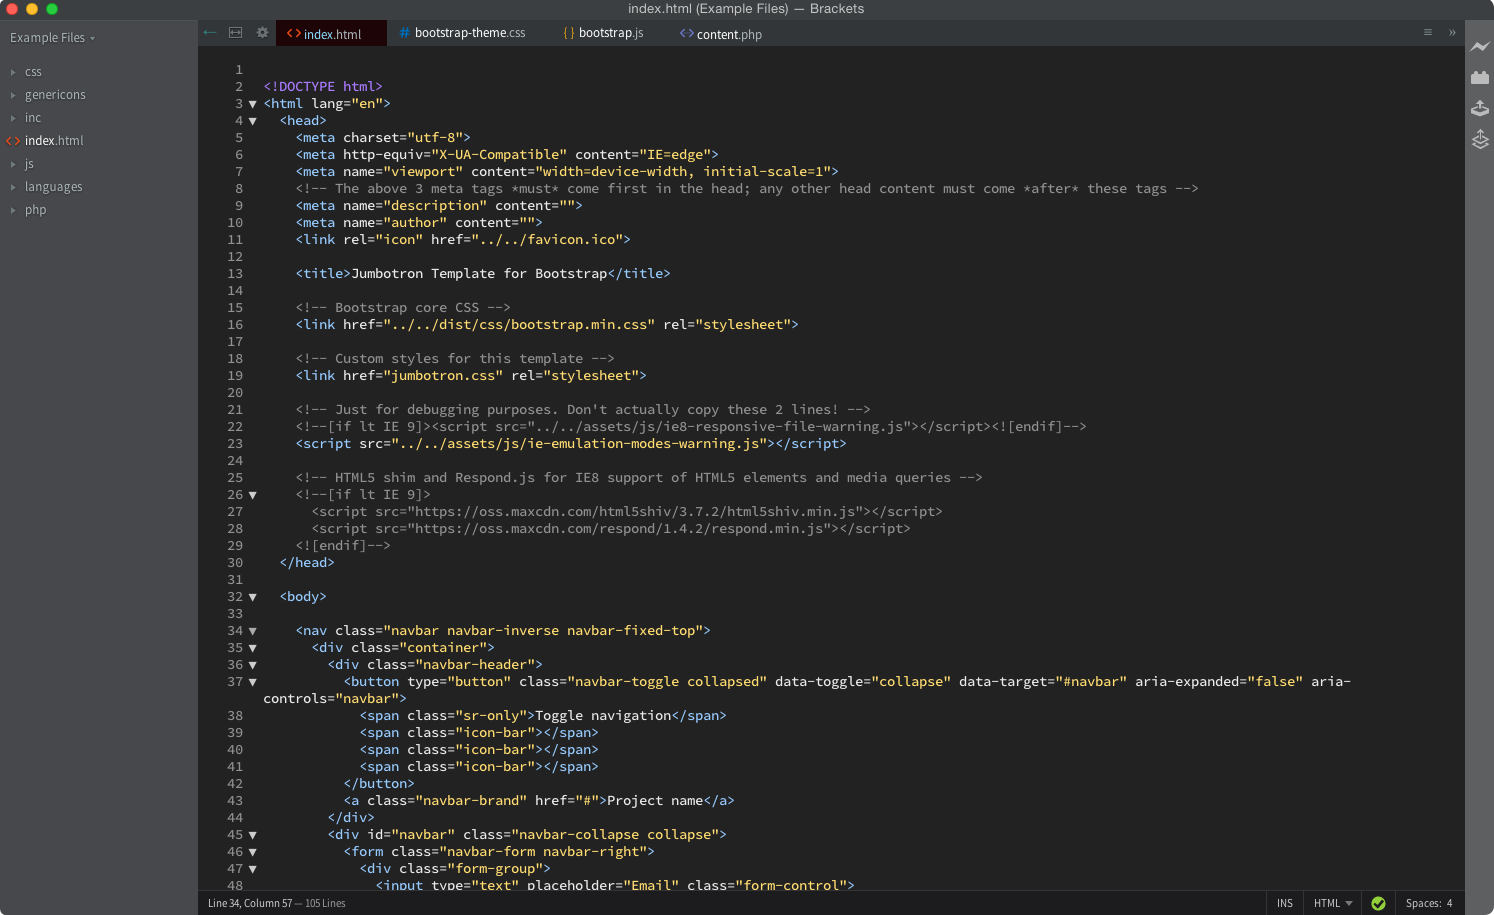 index.html (Example Files) — Brackets
Example Files
css
genericons
inc
index.html
js
languages
php
index.html bootstrap-theme.css bootstrap.js content.php
1
2 <!DOCTYPE html>
3 <html lang="en">
4 <head>
5 <meta charset="utf-8">
6 <meta http-equiv="X-UA-Compatible" content="IE=edge">
7 <meta name="viewport" content="width=device-width, initial-scale=1">
8 <!-- The above 3 meta tags *must* come first in the head; any other head content must come *after* these tags -->
9 <meta name="description" content="">
10 <meta name="author" content="">
11 <link rel="icon" href="../../favicon.ico">
12
13 <title>Jumbotron Template for Bootstrap</title>
14
15 <!-- Bootstrap core CSS -->
16 <link href="../../dist/css/bootstrap.min.css" rel="stylesheet">
17
18 <!-- Custom styles for this template -->
19 <link href="jumbotron.css" rel="stylesheet">
20
21 <!-- Just for debugging purposes. Don't actually copy these 2 lines! -->
22 <!--[if lt IE 9]><script src="../../assets/js/ie8-responsive-file-warning.js"></script><![endif]-->
23 <script src="../../assets/js/ie-emulation-modes-warning.js"></script>
24
25 <!-- HTML5 shim and Respond.js for IE8 support of HTML5 elements and media queries -->
26 <!--[if lt IE 9]>
27 <script src="https://oss.maxcdn.com/html5shiv/3.7.2/html5shiv.min.js"></script>
28 <script src="https://oss.maxcdn.com/respond/1.4.2/respond.min.js"></script>
29 <![endif]-->
30 </head>
31
32 <body>
33
34 <nav class="navbar navbar-inverse navbar-fixed-top">
35 <div class="container">
36 <div class="navbar-header">
37 <button type="button" class="navbar-toggle collapsed" data-toggle="collapse" data-target="#navbar" aria-expanded="false" aria-
controls="navbar">
38 <span class="sr-only">Toggle navigation</span>
39 <span class="icon-bar"></span>
40 <span class="icon-bar"></span>
41 <span class="icon-bar"></span>
42 </button>
43 <a class="navbar-brand" href="#">Project name</a>
44 </div>
45 <div id="navbar" class="navbar-collapse collapse">
46 <form class="navbar-form navbar-right">
47 <div class="form-group">
48 <input type="text" placeholder="Email" class="form-control">
Line 34, Column 57 — 105 Lines INS HTML Spaces: 4